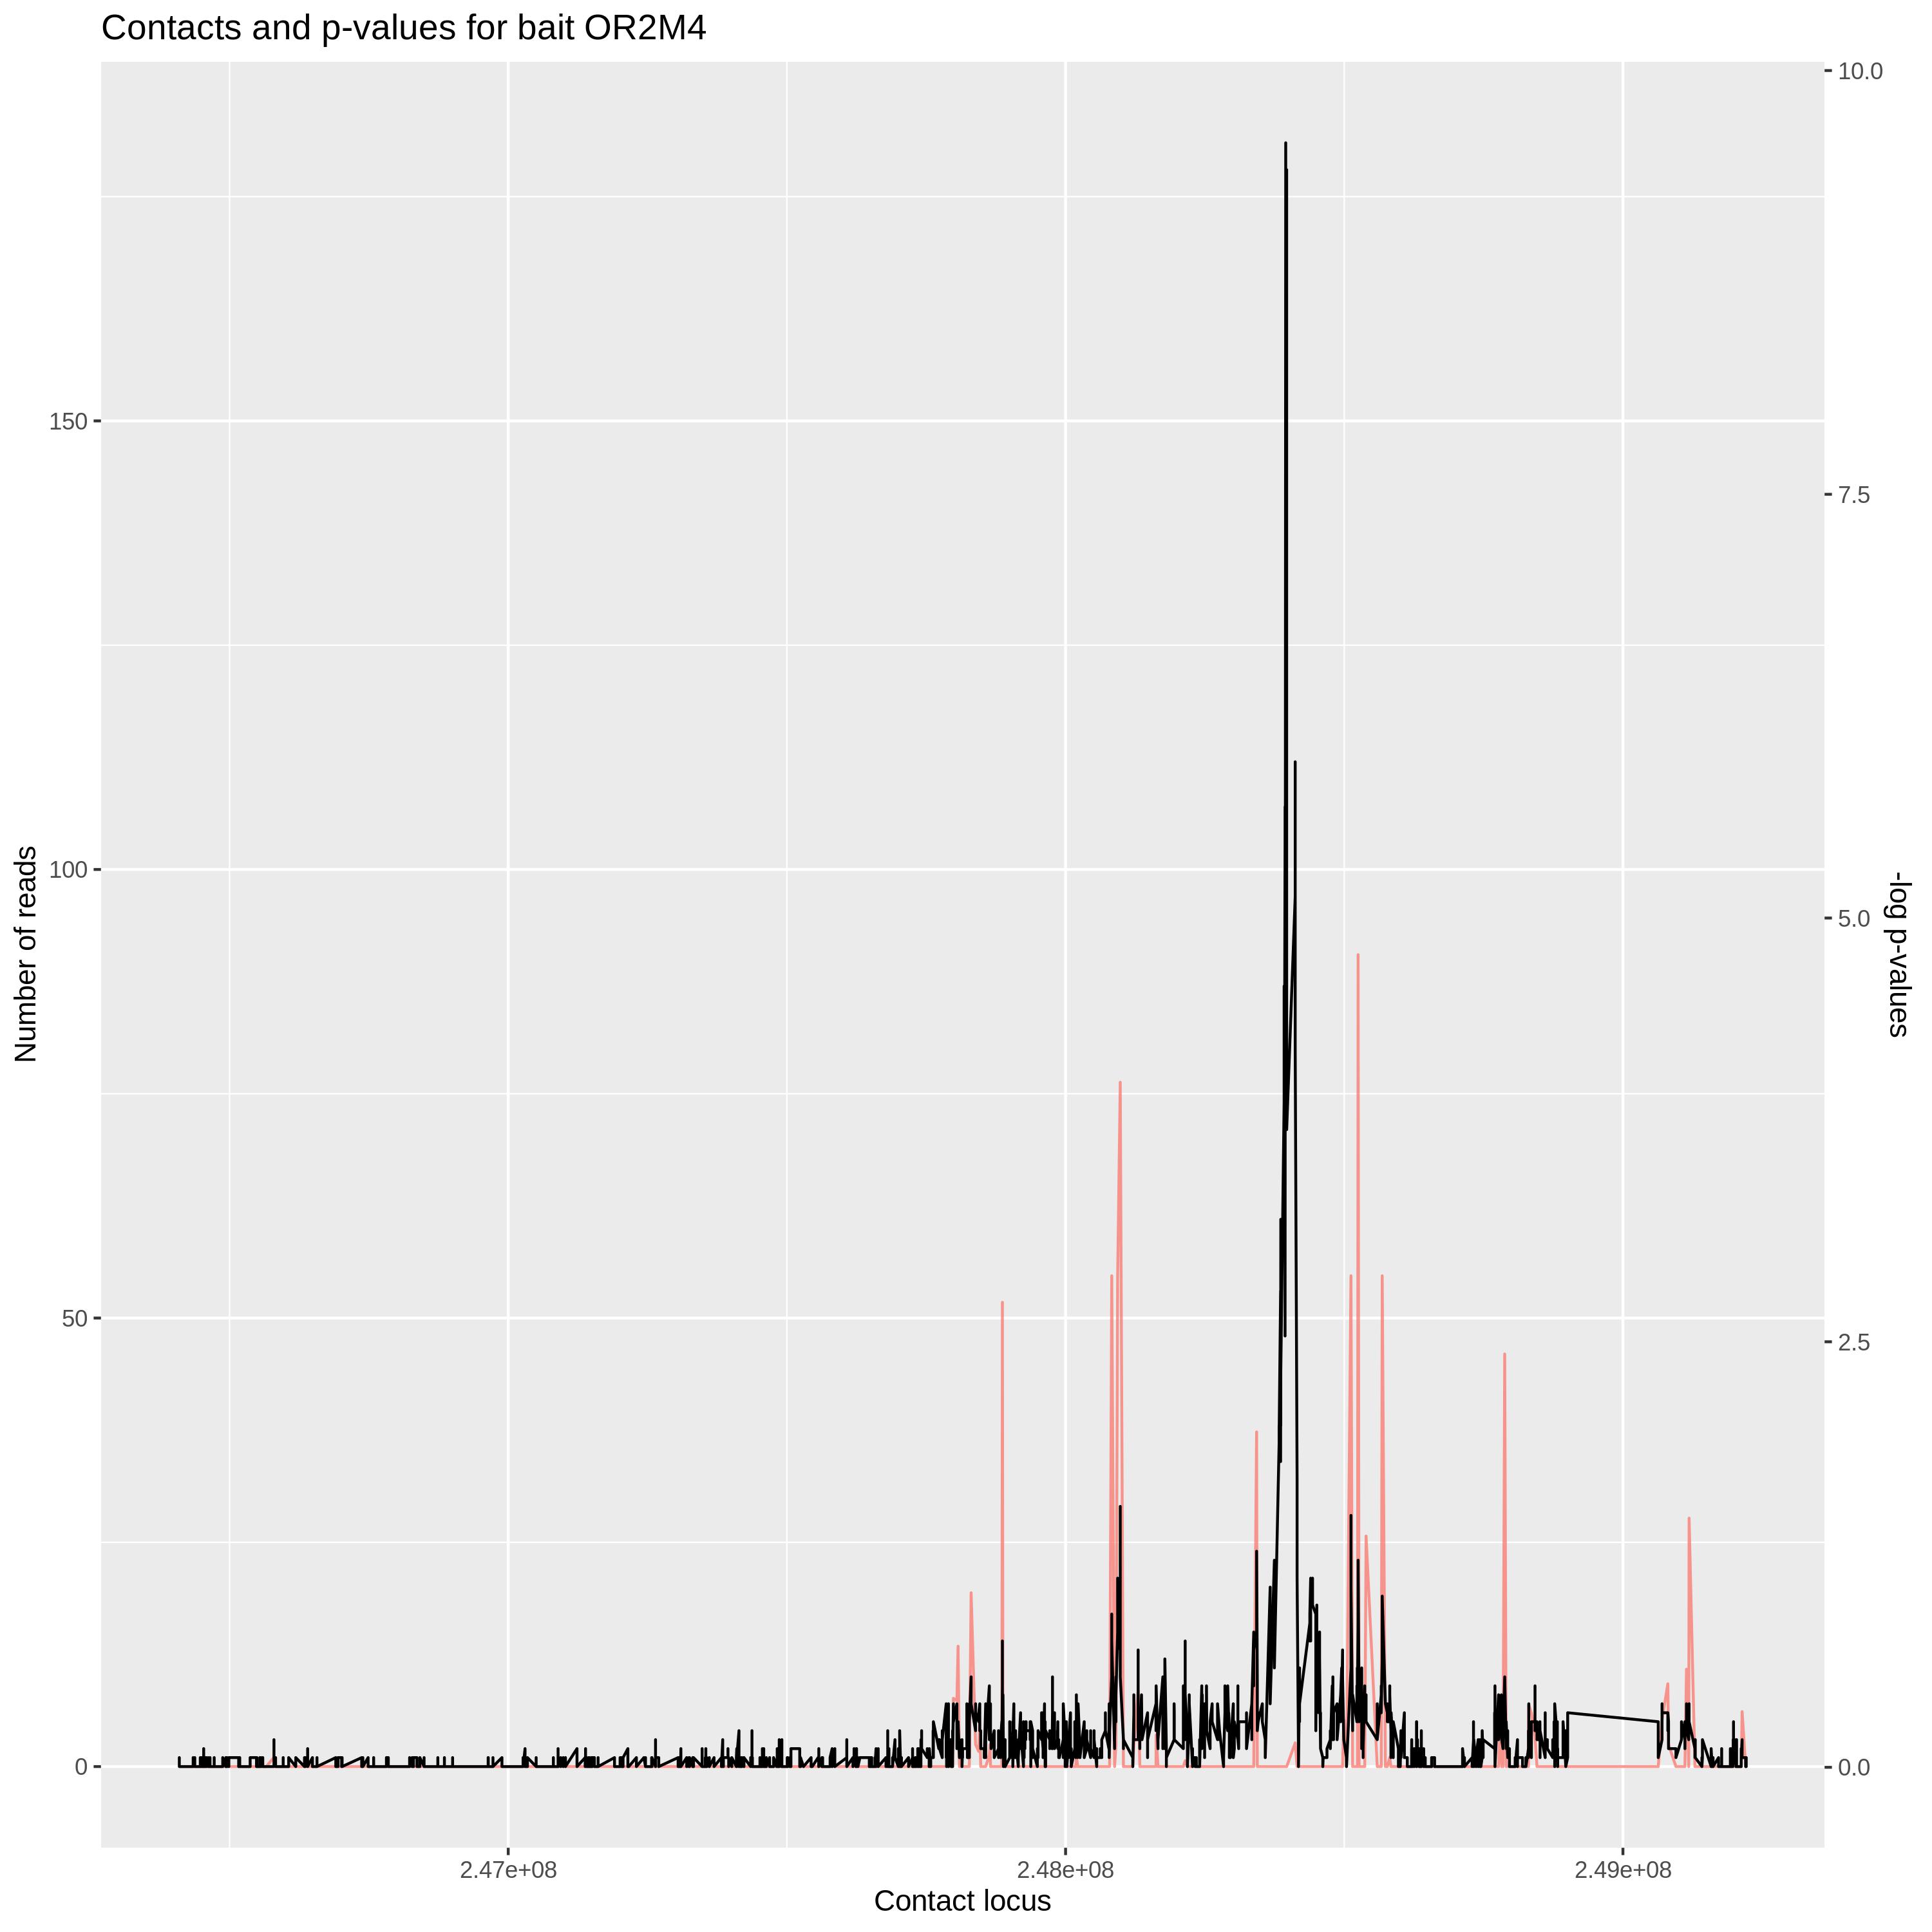 Contacts and p-values for bait OR2M4
10.0
7.5
150
100
5.0
Number of reads
-log p-values
50
2.5
0
0.0
2.47e+08
2.48e+08
2.49e+08
Contact locus